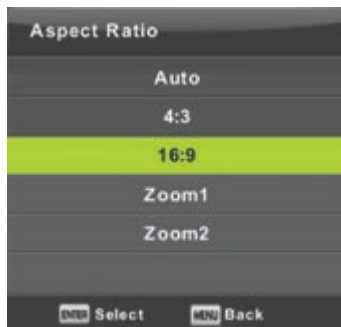 Aspect Ratio
Auto
4:3
16:9
Zoom1
Zoom2
ENTER Select MENU Back